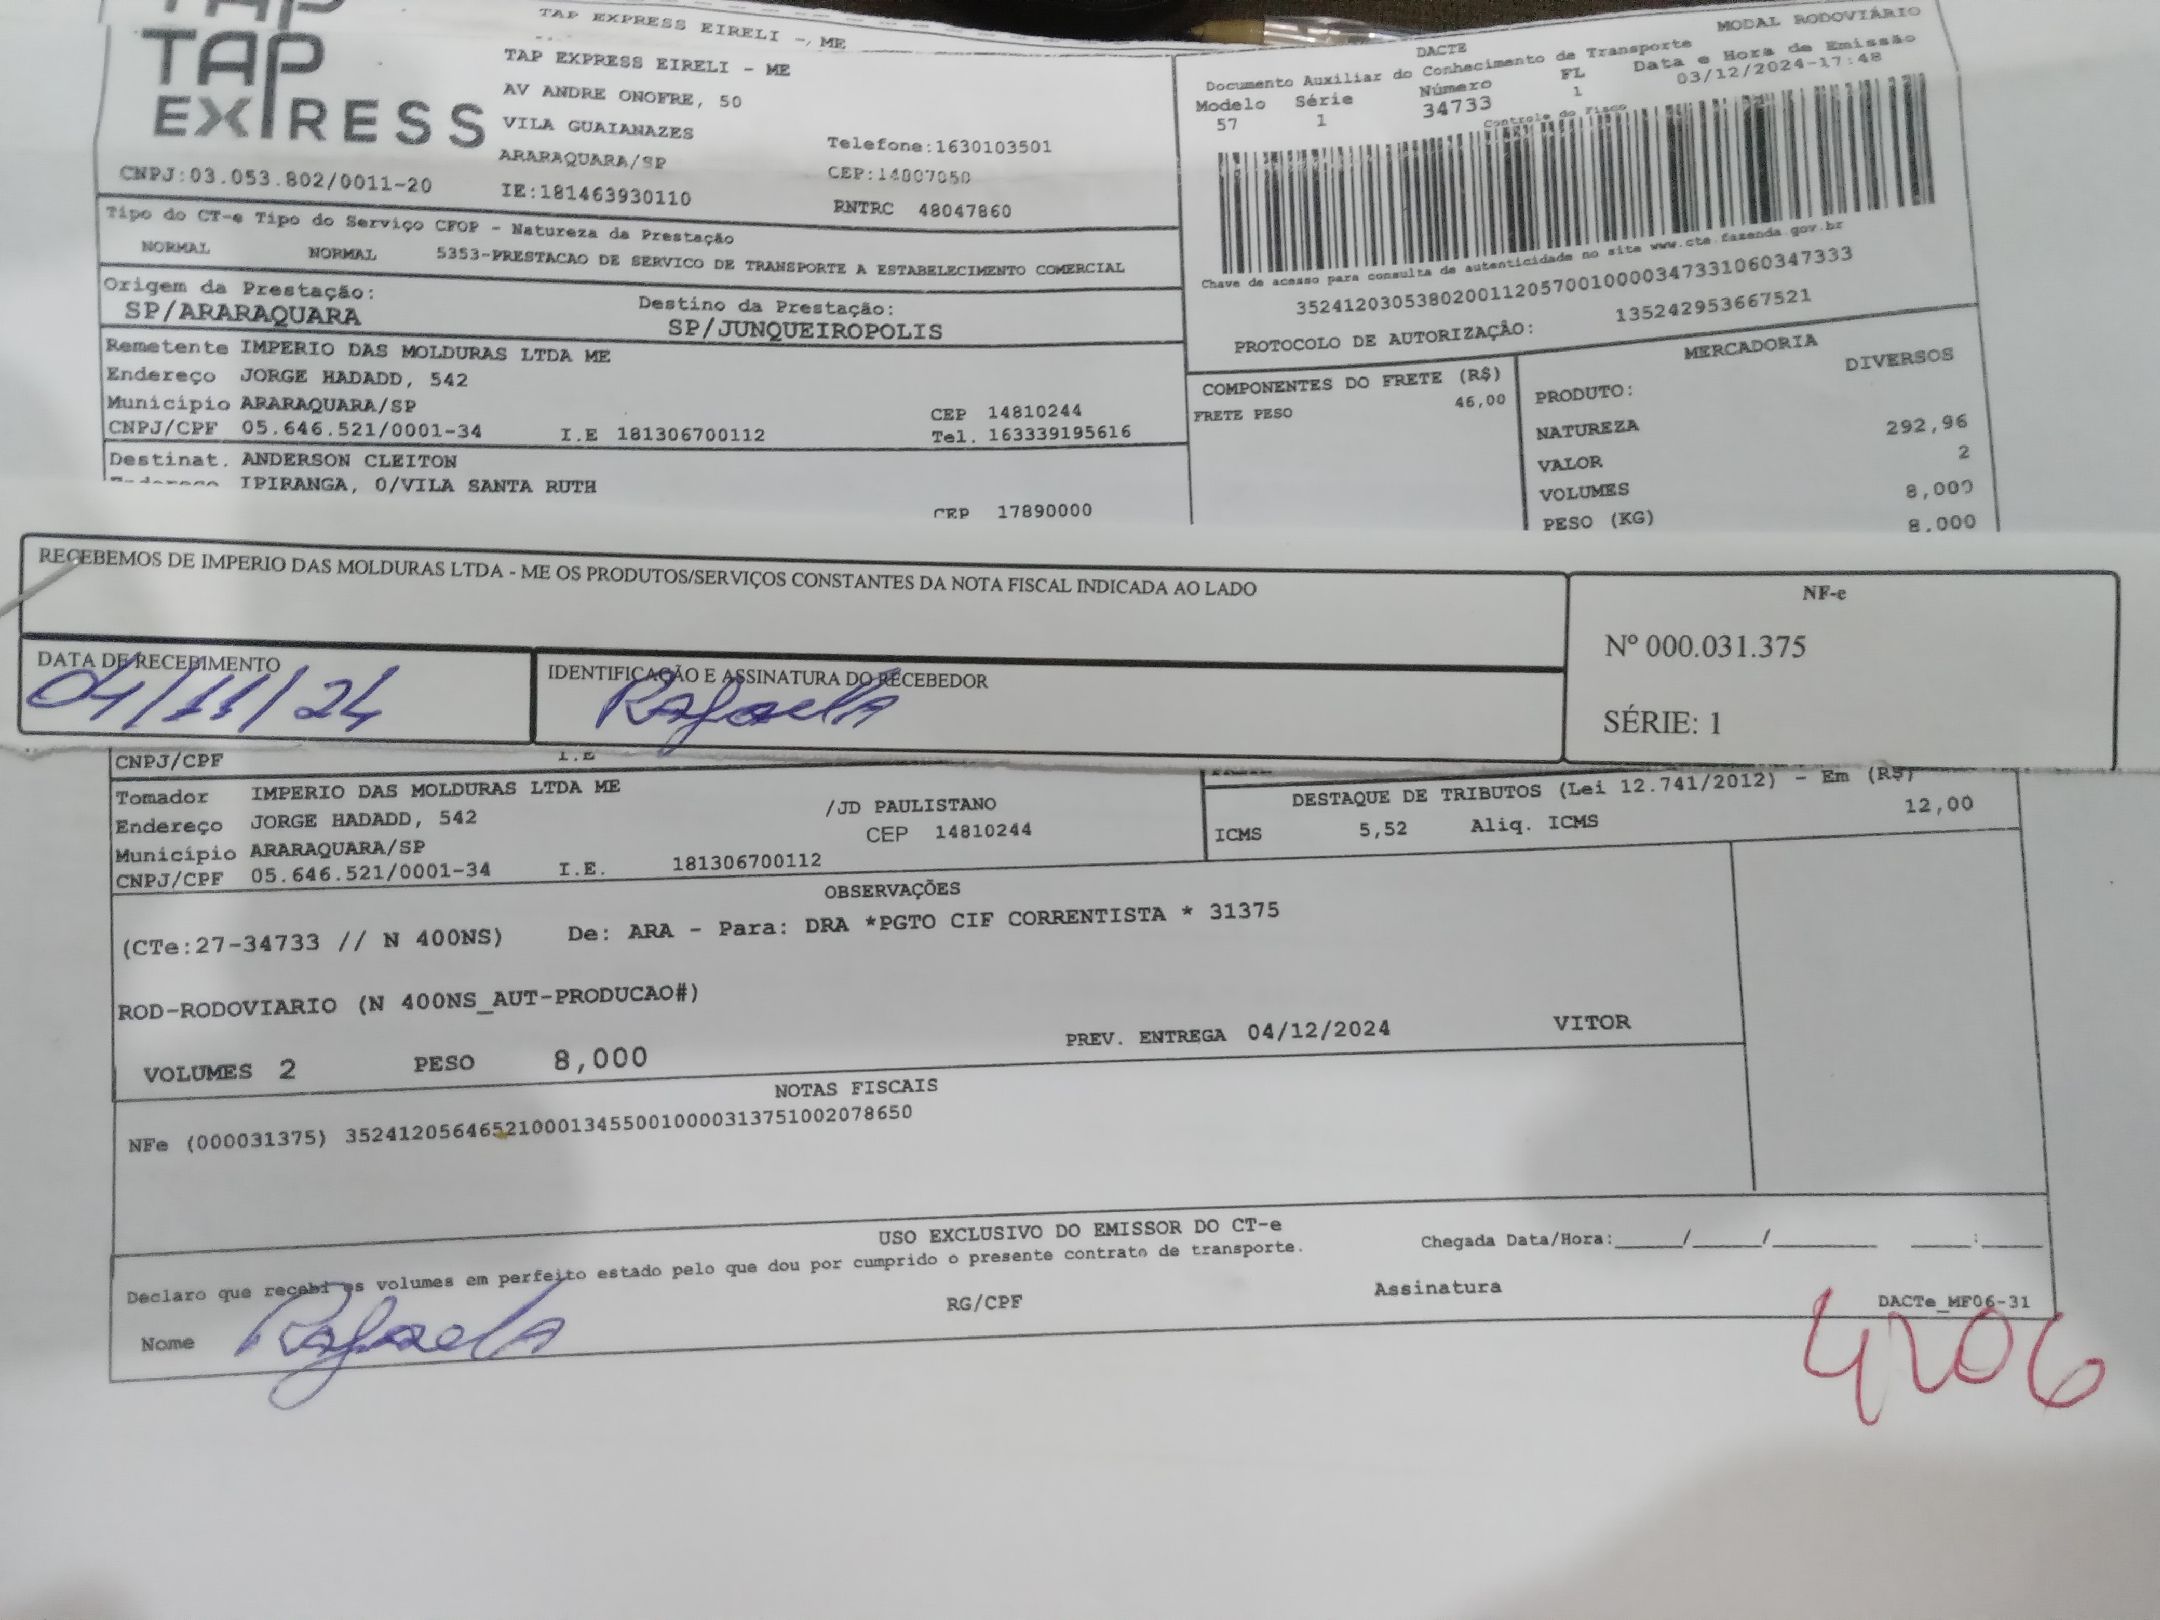 TAP
TAP
EXPRESS
TAP EXPRESS EIRELI - ME
TAP EXPRESS EIRELI - ME
AV ANDRE ONOFRE, 50
VILA GUAIANAZES
ARARAQUARA/SP
Telefone:1630103501
CEP:14807050
CNPJ:03.053.802/0011-20
IE:181463930110
RNTRC 48047860
MODAL RODOVIÁRIO
DACTE
Documento Auxiliar do Conhecimento de Transporte
Modelo Série Número FL Data e Hora de Emissão
57 1 34733 1 03/12/2024-17:48
Controle do Fisco
Chave de acesso para consulta de autenticidade no site www.cte.fazenda.gov.br
35241203053802001120570010000347331060347333
PROTOCOLO DE AUTORIZAÇÃO: 135242953667521
Tipo do CT-e Tipo do Serviço CFOP - Natureza da Prestação
NORMAL NORMAL 5353-PRESTACAO DE SERVICO DE TRANSPORTE A ESTABELECIMENTO COMERCIAL
Origem da Prestação: Destino da Prestação:
SP/ARARAQUARA SP/JUNQUEIROPOLIS
Remetente IMPERIO DAS MOLDURAS LTDA ME
Endereço JORGE HADADD, 542
Município ARARAQUARA/SP CEP 14810244
CNPJ/CPF 05.646.521/0001-34 I.E 181306700112 Tel. 163339195616
Destinat. ANDERSON CLEITON
Endereço IPIRANGA, 0/VILA SANTA RUTH
CEP 17890000
COMPONENTES DO FRETE (R$)
FRETE PESO 46,00
MERCADORIA
PRODUTO: DIVERSOS
NATUREZA
VALOR 292,96
VOLUMES 2
PESO (KG) 8,000
8,000
RECEBEMOS DE IMPERIO DAS MOLDURAS LTDA - ME OS PRODUTOS/SERVIÇOS CONSTANTES DA NOTA FISCAL INDICADA AO LADO
DATA DE RECEBIMENTO
04/11/24
IDENTIFICAÇÃO E ASSINATURA DO RECEBEDOR
Rafaela
NF-e
Nº 000.031.375
SÉRIE: 1
CNPJ/CPF I.E
Tomador IMPERIO DAS MOLDURAS LTDA ME
Endereço JORGE HADADD, 542 /JD PAULISTANO
Município ARARAQUARA/SP CEP 14810244
CNPJ/CPF 05.646.521/0001-34 I.E. 181306700112
DESTAQUE DE TRIBUTOS (Lei 12.741/2012) - Em (R$)
ICMS 5,52 Aliq. ICMS 12,00
OBSERVAÇÕES
(CTe:27-34733 // N 400NS) De: ARA - Para: DRA *PGTO CIF CORRENTISTA * 31375
ROD-RODOVIARIO (N 400NS_AUT-PRODUCAO#)
VOLUMES 2 PESO 8,000 PREV. ENTREGA 04/12/2024 VITOR
NOTAS FISCAIS
NFe (000031375) 35241205646521000134550010000313751002078650
USO EXCLUSIVO DO EMISSOR DO CT-e
Declaro que recebi os volumes em perfeito estado pelo que dou por cumprido o presente contrato de transporte.
Chegada Data/Hora:_____/_____/________ _____:_____
Nome Rafaela RG/CPF Assinatura
DACTe_MF06-31
4206